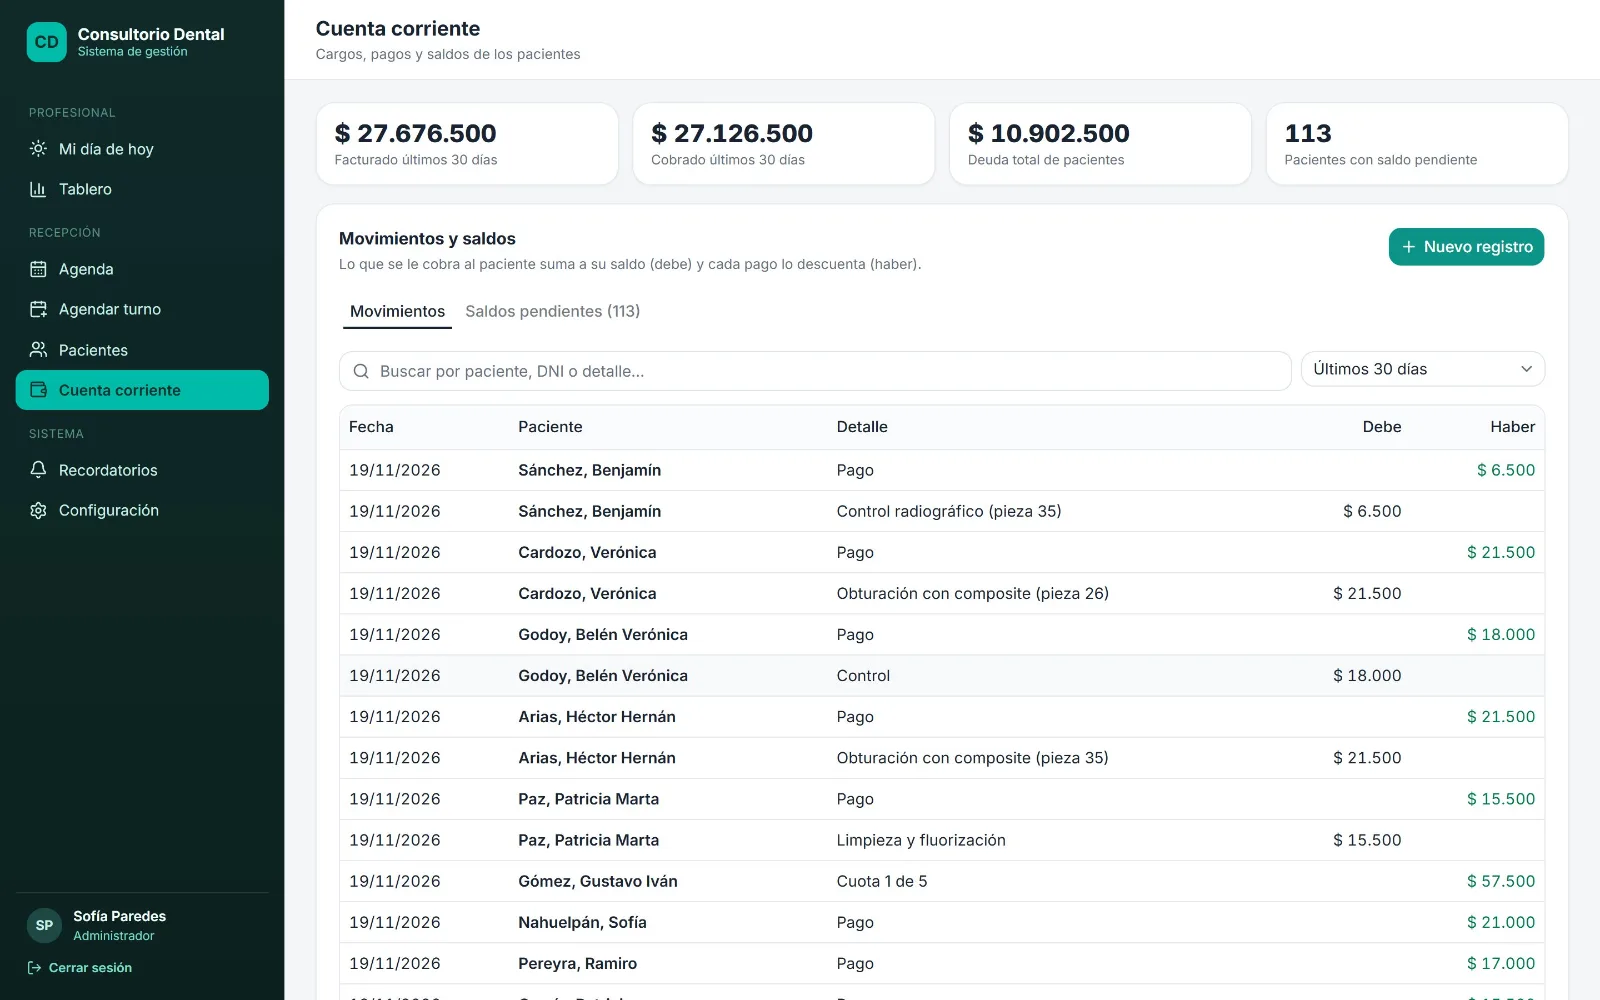 CD
Consultorio Dental
Sistema de gestión
PROFESIONAL
Mi día de hoy
Tablero
RECEPCIÓN
Agenda
Agendar turno
Pacientes
Cuenta corriente
SISTEMA
Recordatorios
Configuración
SP
Sofía Paredes
Administrador
Cerrar sesión
Cuenta corriente
Cargos, pagos y saldos de los pacientes
$ 27.676.500
Facturado últimos 30 días
$ 27.126.500
Cobrado últimos 30 días
$ 10.902.500
Deuda total de pacientes
113
Pacientes con saldo pendiente
Movimientos y saldos
Lo que se le cobra al paciente suma a su saldo (debe) y cada pago lo descuenta (haber).
+ Nuevo registro
Movimientos Saldos pendientes (113)
Buscar por paciente, DNI o detalle...
Últimos 30 días
Fecha Paciente Detalle Debe Haber
19/11/2026 Sánchez, Benjamín Pago $ 6.500
19/11/2026 Sánchez, Benjamín Control radiográfico (pieza 35) $ 6.500
19/11/2026 Cardozo, Verónica Pago $ 21.500
19/11/2026 Cardozo, Verónica Obturación con composite (pieza 26) $ 21.500
19/11/2026 Godoy, Belén Verónica Pago $ 18.000
19/11/2026 Godoy, Belén Verónica Control $ 18.000
19/11/2026 Arias, Héctor Hernán Pago $ 21.500
19/11/2026 Arias, Héctor Hernán Obturación con composite (pieza 35) $ 21.500
19/11/2026 Paz, Patricia Marta Pago $ 15.500
19/11/2026 Paz, Patricia Marta Limpieza y fluorización $ 15.500
19/11/2026 Gómez, Gustavo Iván Cuota 1 de 5 $ 57.500
19/11/2026 Nahuelpán, Sofía Pago $ 21.000
19/11/2026 Pereyra, Ramiro Pago $ 17.000